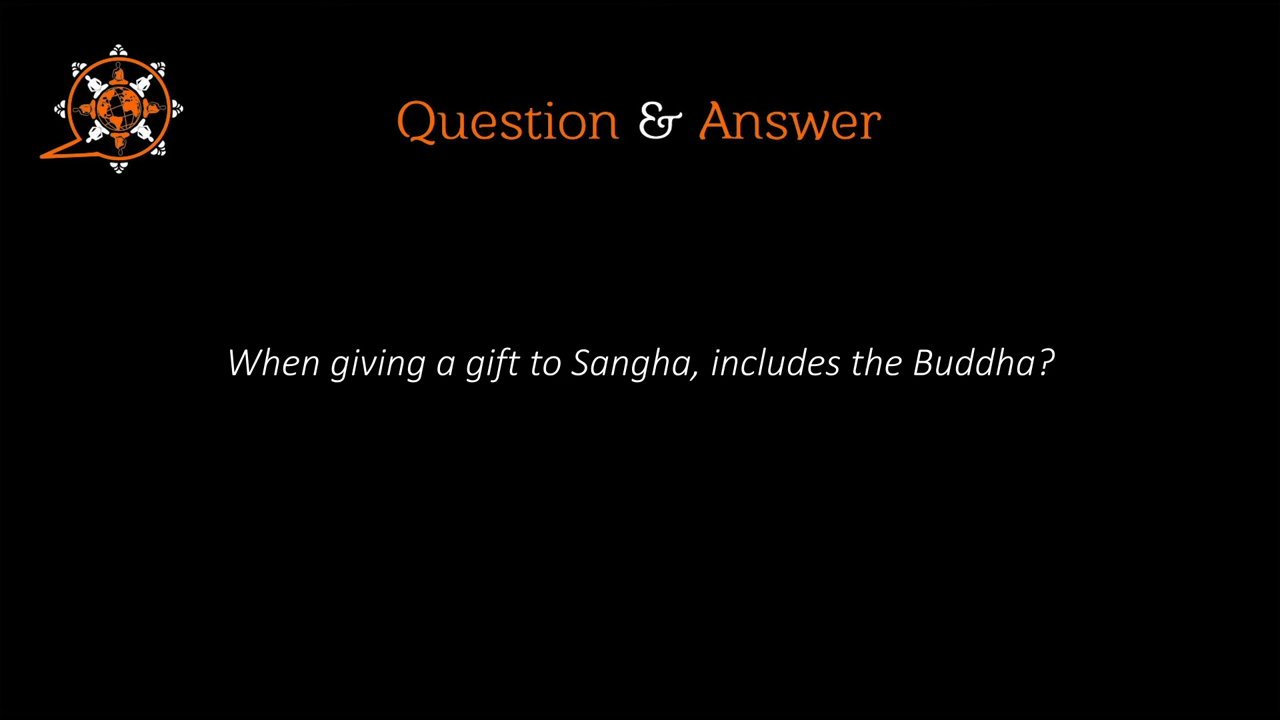 Question & Answer
When giving a gift to Sangha, includes the Buddha?